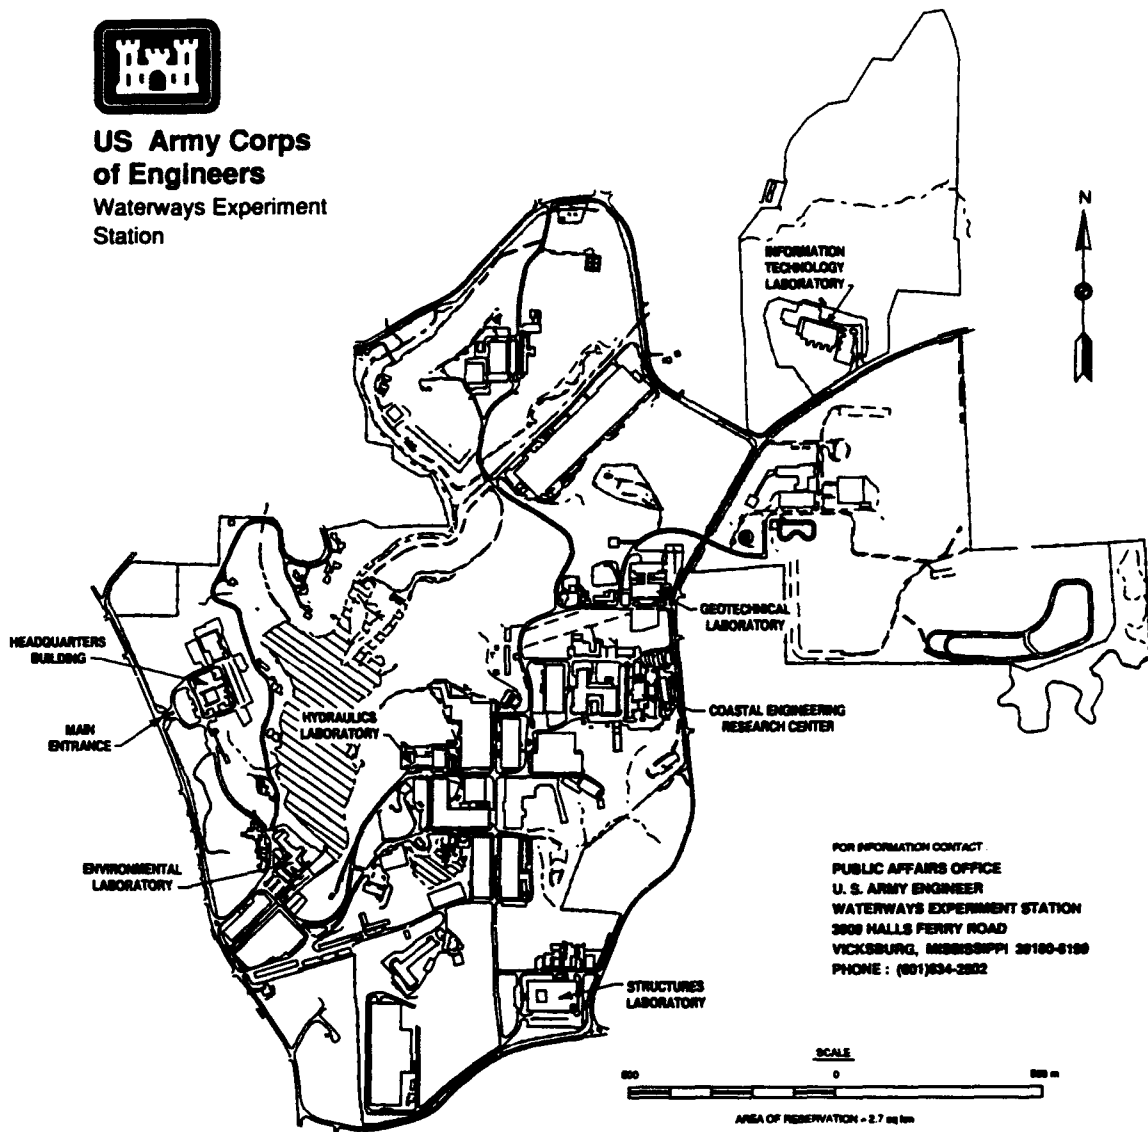 US Army Corps
of Engineers
Waterways Experiment
Station
N
INFORMATION
TECHNOLOGY
LABORATORY
GEOTECHNICAL
LABORATORY
HEADQUARTERS
BUILDING
MAIN
ENTRANCE
HYDRAULICS
LABORATORY
COASTAL ENGINEERING
RESEARCH CENTER
ENVIRONMENTAL
LABORATORY
STRUCTURES
LABORATORY
FOR INFORMATION CONTACT
PUBLIC AFFAIRS OFFICE
U. S. ARMY ENGINEER
WATERWAYS EXPERIMENT STATION
HALLS FERRY ROAD
VICKSBURG, MISSISSIPPI
PHONE :
SCALE
0
m
AREA OF RESERVATION = 2.7 sq km